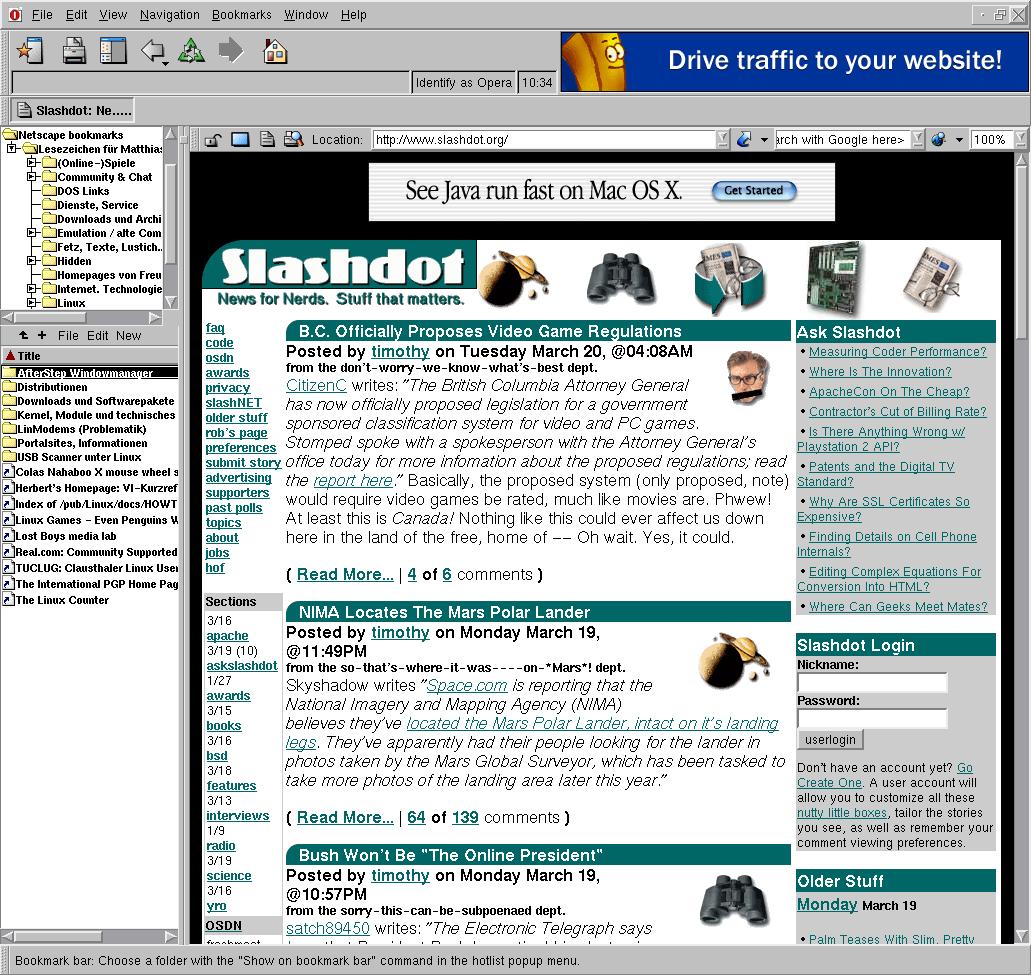 File Edit View Navigation Bookmarks Window Help
Drive traffic to your website!
Identify as Opera 10:34
Slashdot: Ne.....
Netscape bookmarks
Lesezeichen für Matthia
(Online-)Spiele
Community & Chat
DOS Links
Dienste, Service
Downloads und Archi
Emulation / alte Com
Fetz, Texte, Lustich..
Hidden
Homepages von Freu
Internet. Technologie
Linux
File Edit New
Title
AfterStep Windowmanager
Distributionen
Downloads und Softwarepakete
Kernel, Module und technisches
LinModems (Problematik)
Portalsites, Informationen
USB Scanner unter Linux
Colas Nahaboo X mouse wheel s
Herbert's Homepage: VI-Kurzref
Index of /pub/Linux/docs/HOWT
Linux Games - Even Penguins W
Lost Boys media lab
Real.com: Community Supported
TUCLUG: Clausthaler Linux User
The International PGP Home Pag
The Linux Counter
Location: http://www.slashdot.org/ arch with Google here> 100%
See Java run fast on Mac OS X. Get Started
Slashdot
News for Nerds. Stuff that matters.
faq
code
osdn
awards
privacy
slashNET
older stuff
rob's page
preferences
submit story
advertising
supporters
past polls
topics
about
jobs
hof
Sections
3/16
apache
3/19 (10)
askslashdot
1/27
awards
3/15
books
3/16
bsd
3/18
features
3/13
interviews
1/9
radio
3/19
science
3/16
yro
OSDN
B.C. Officially Proposes Video Game Regulations
Posted by timothy on Tuesday March 20, @04:08AM
from the don't-worry-we-know-what's-best dept.
CitizenC writes: "The British Columbia Attorney General
has now officially proposed legislation for a government
sponsored classification system for video and PC games.
Stomped spoke with a spokesperson with the Attorney General's
office today for more infomation about the proposed regulations; read
the report here." Basically, the proposed system (only proposed, note)
would require video games be rated, much like movies are. Phwew!
At least this is Canada! Nothing like this could ever affect us down
here in the land of the free, home of -- Oh wait. Yes, it could.
( Read More... | 4 of 6 comments )
NIMA Locates The Mars Polar Lander
Posted by timothy on Monday March 19,
@11:49PM
from the so-that's-where-it-was----on-*Mars*! dept.
Skyshadow writes "Space.com is reporting that the
National Imagery and Mapping Agency (NIMA)
believes they've located the Mars Polar Lander, intact on it's landing
legs. They've apparently had their people looking for the lander in
photos taken by the Mars Global Surveyor, which has been tasked to
take more photos of the landing area later this year."
( Read More... | 64 of 139 comments )
Bush Won't Be "The Online President"
Posted by timothy on Monday March 19,
@10:57PM
from the sorry-this-can-be-subpoenaed dept.
satch89450 writes: "The Electronic Telegraph says
Ask Slashdot
• Measuring Coder Performance?
• Where Is The Innovation?
• ApacheCon On The Cheap?
• Contractor's Cut of Billing Rate?
• Is There Anything Wrong w/
Playstation 2 API?
• Patents and the Digital TV
Standard?
• Why Are SSL Certificates So
Expensive?
• Finding Details on Cell Phone
Internals?
• Editing Complex Equations For
Conversion Into HTML?
• Where Can Geeks Meet Mates?
Slashdot Login
Nickname:
Password:
userlogin
Don't have an account yet? Go
Create One. A user account will
allow you to customize all these
nutty little boxes, tailor the stories
you see, as well as remember your
comment viewing preferences.
Older Stuff
Monday March 19
• Palm Teases With Slim, Pretty
Bookmark bar: Choose a folder with the "Show on bookmark bar" command in the hotlist popup menu.